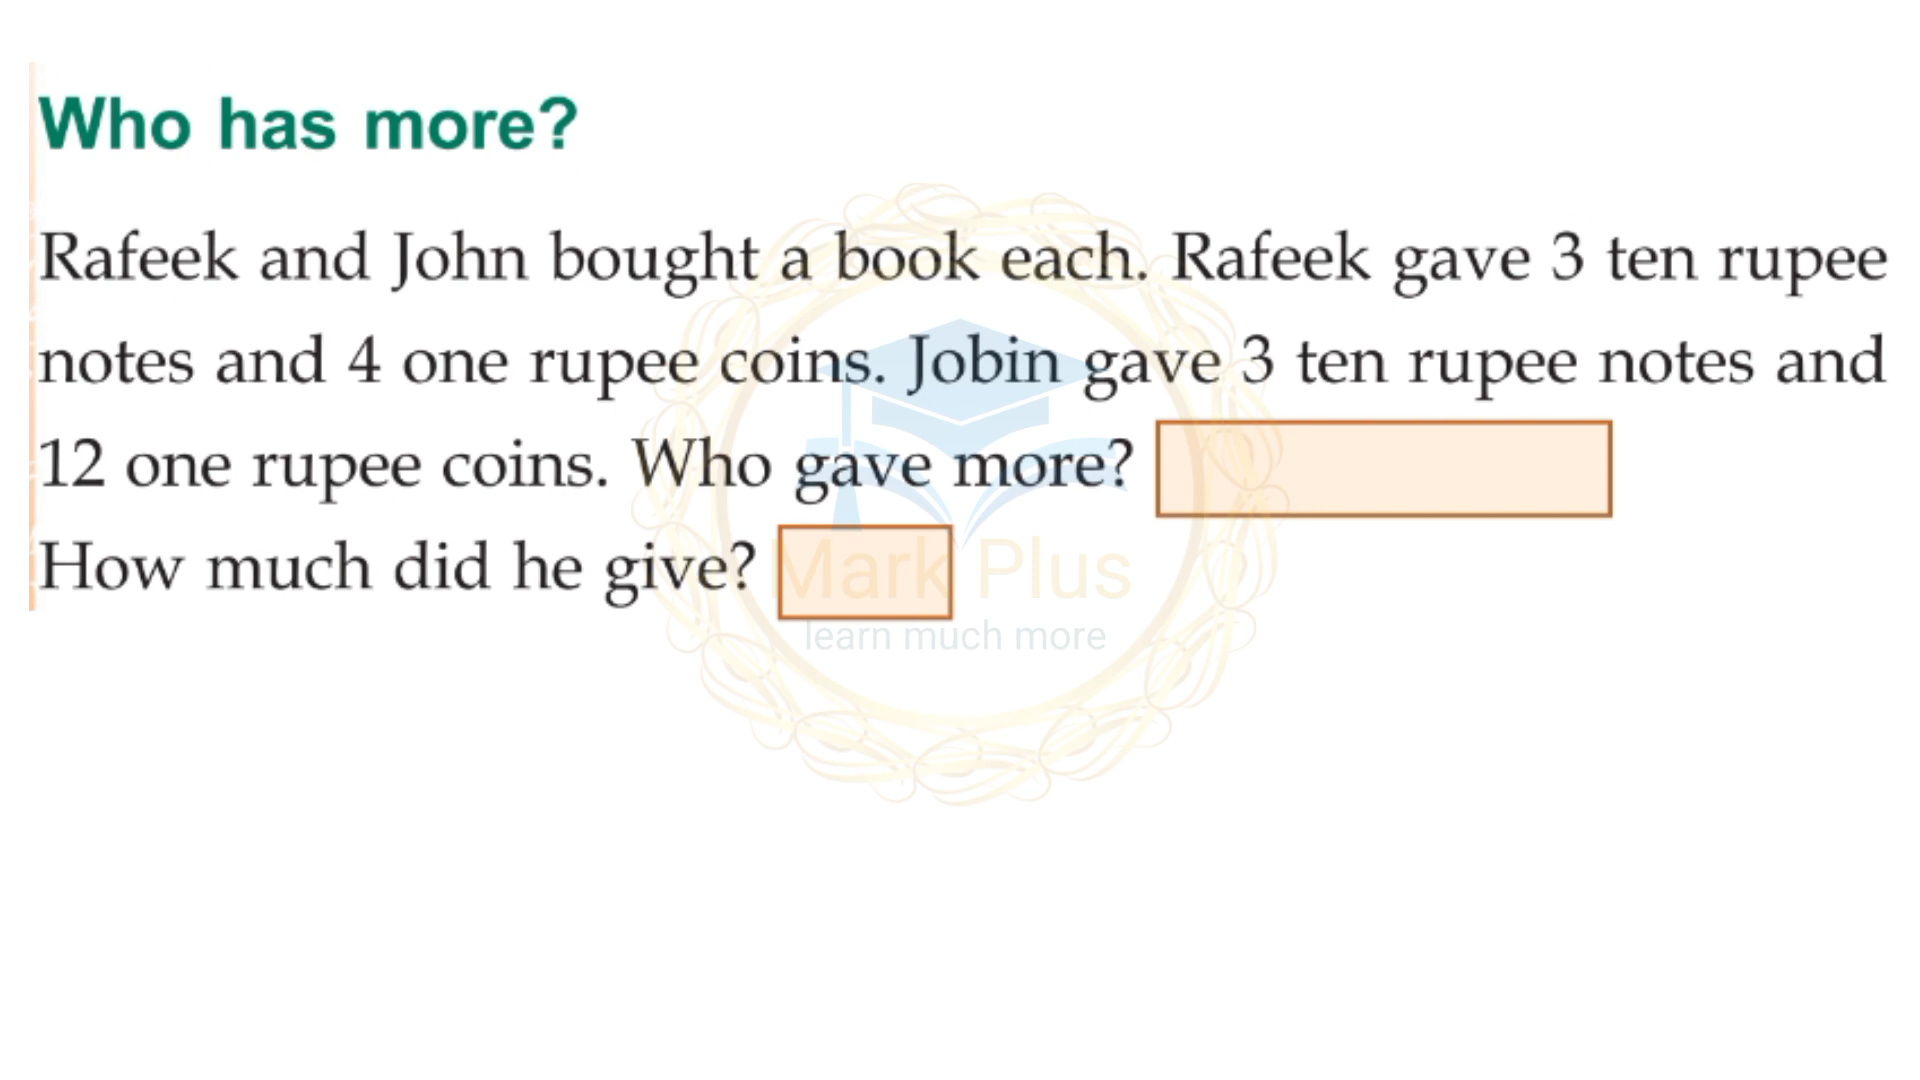 Who has more?
Rafeek and John bought a book each. Rafeek gave 3 ten rupee
notes and 4 one rupee coins. Jobin gave 3 ten rupee notes and
12 one rupee coins. Who gave more?
How much did he give?
Mark Plus
learn much more